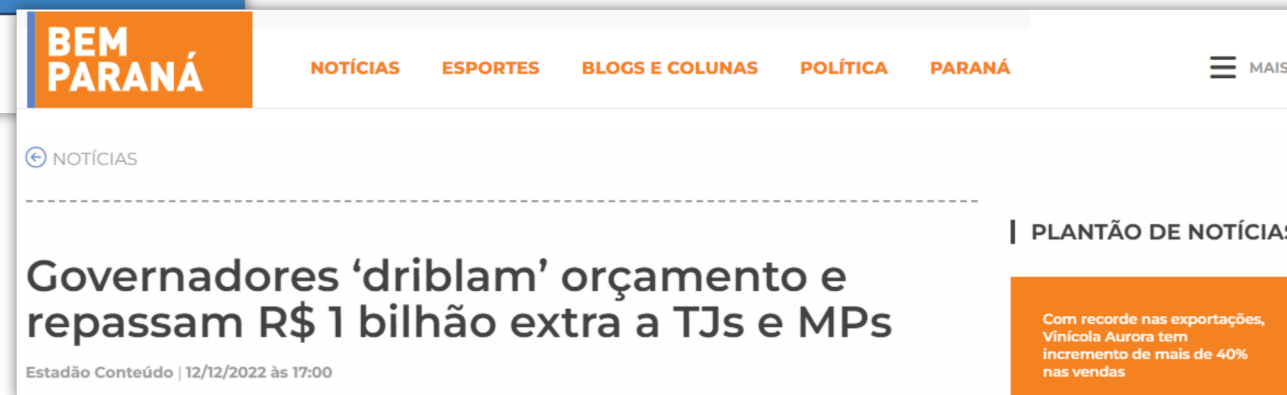 BEM
PARANÁ
NOTÍCIAS ESPORTES BLOGS E COLUNAS POLÍTICA PARANÁ MAIS
NOTÍCIAS
PLANTÃO DE NOTÍCIAS
Governadores ‘driblam’ orçamento e
repassam R$ 1 bilhão extra a TJs e MPs
Estadão Conteúdo | 12/12/2022 às 17:00
Com recorde nas exportações,
Vinícola Aurora tem
incremento de mais de 40%
nas vendas